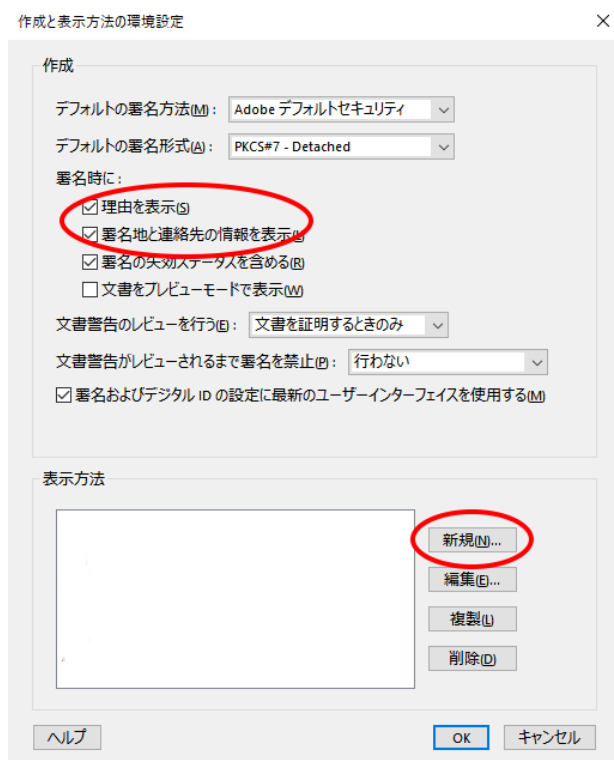 作成と表示方法の環境設定
作成
デフォルトの署名方法(M): Adobe デフォルトセキュリティ
デフォルトの署名形式(A): PKCS#7 - Detached
署名時に:
理由を表示(S)
署名地と連絡先の情報を表示(L)
署名の失効ステータスを含める(R)
文書をプレビューモードで表示(W)
文書警告のレビューを行う(E): 文書を証明するときのみ
文書警告がレビューされるまで署名を禁止(P): 行わない
署名およびデジタル ID の設定に最新のユーザーインターフェイスを使用する(M)
表示方法
新規(N)...
編集(E)...
複製(L)
削除(D)
ヘルプ OK キャンセル